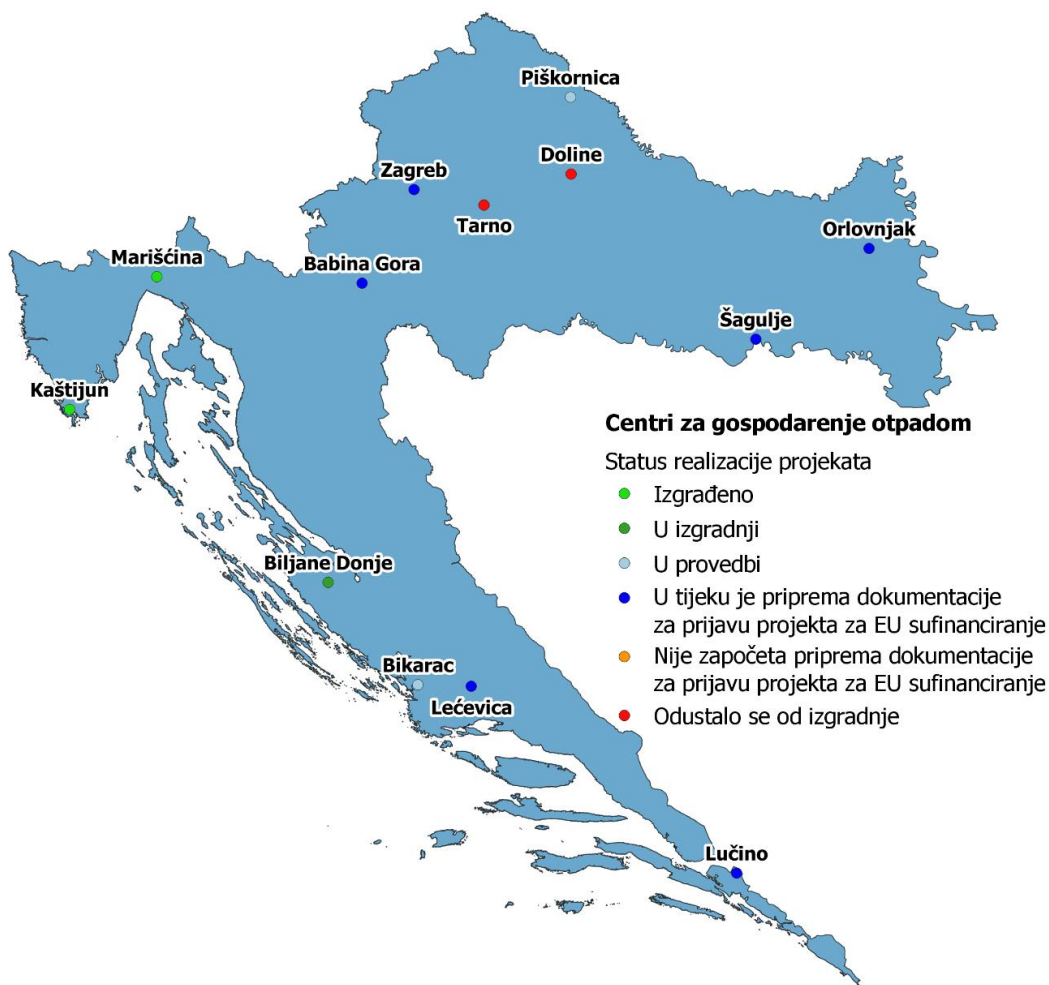 Piškornica
Doline
Zagreb
Tarno
Orlovnjak
Marišćina
Babina Gora
Šagulje
Kaštijun
Centri za gospodarenje otpadom
Status realizacije projekata
Izgrađeno
U izgradnji
U provedbi
U tijeku je priprema dokumentacije
za prijavu projekta za EU sufinanciranje
Nije započeta priprema dokumentacije
za prijavu projekta za EU sufinanciranje
Odustalo se od izgradnje
Biljane Donje
Bikarac
Lećevica
Lučino